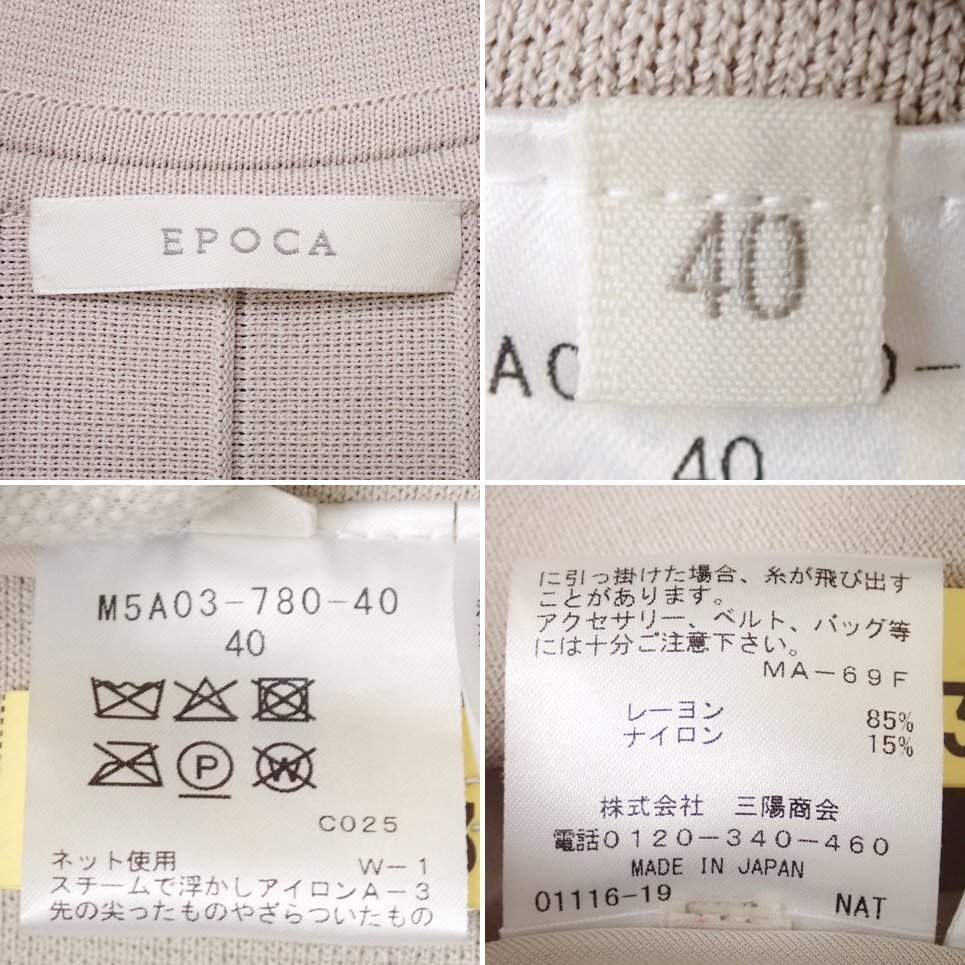 EPOCA
40
40
M5A03-780-40
40
P
W
C025
ネット使用 W-1
スチームで浮かしアイロンA-3
先の尖ったものやざらついたもの
に引っ掛けた場合、糸が飛び出す
ことがあります。
アクセサリー、ベルト、バッグ等
には十分ご注意下さい。
MA-69F
レーヨン 85%
ナイロン 15%
株式会社 三陽商会
電話0120-340-460
MADE IN JAPAN
01116-19 NAT